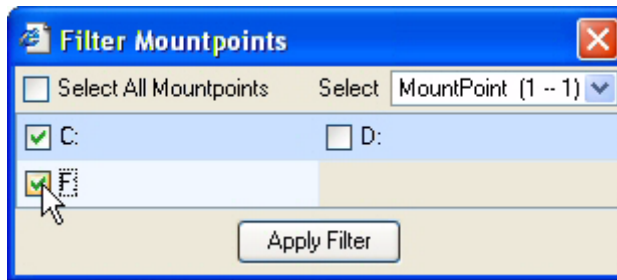 Filter Mountpoints
Select All Mountpoints Select MountPoint (1 -- 1)
C: D:
F:
Apply Filter